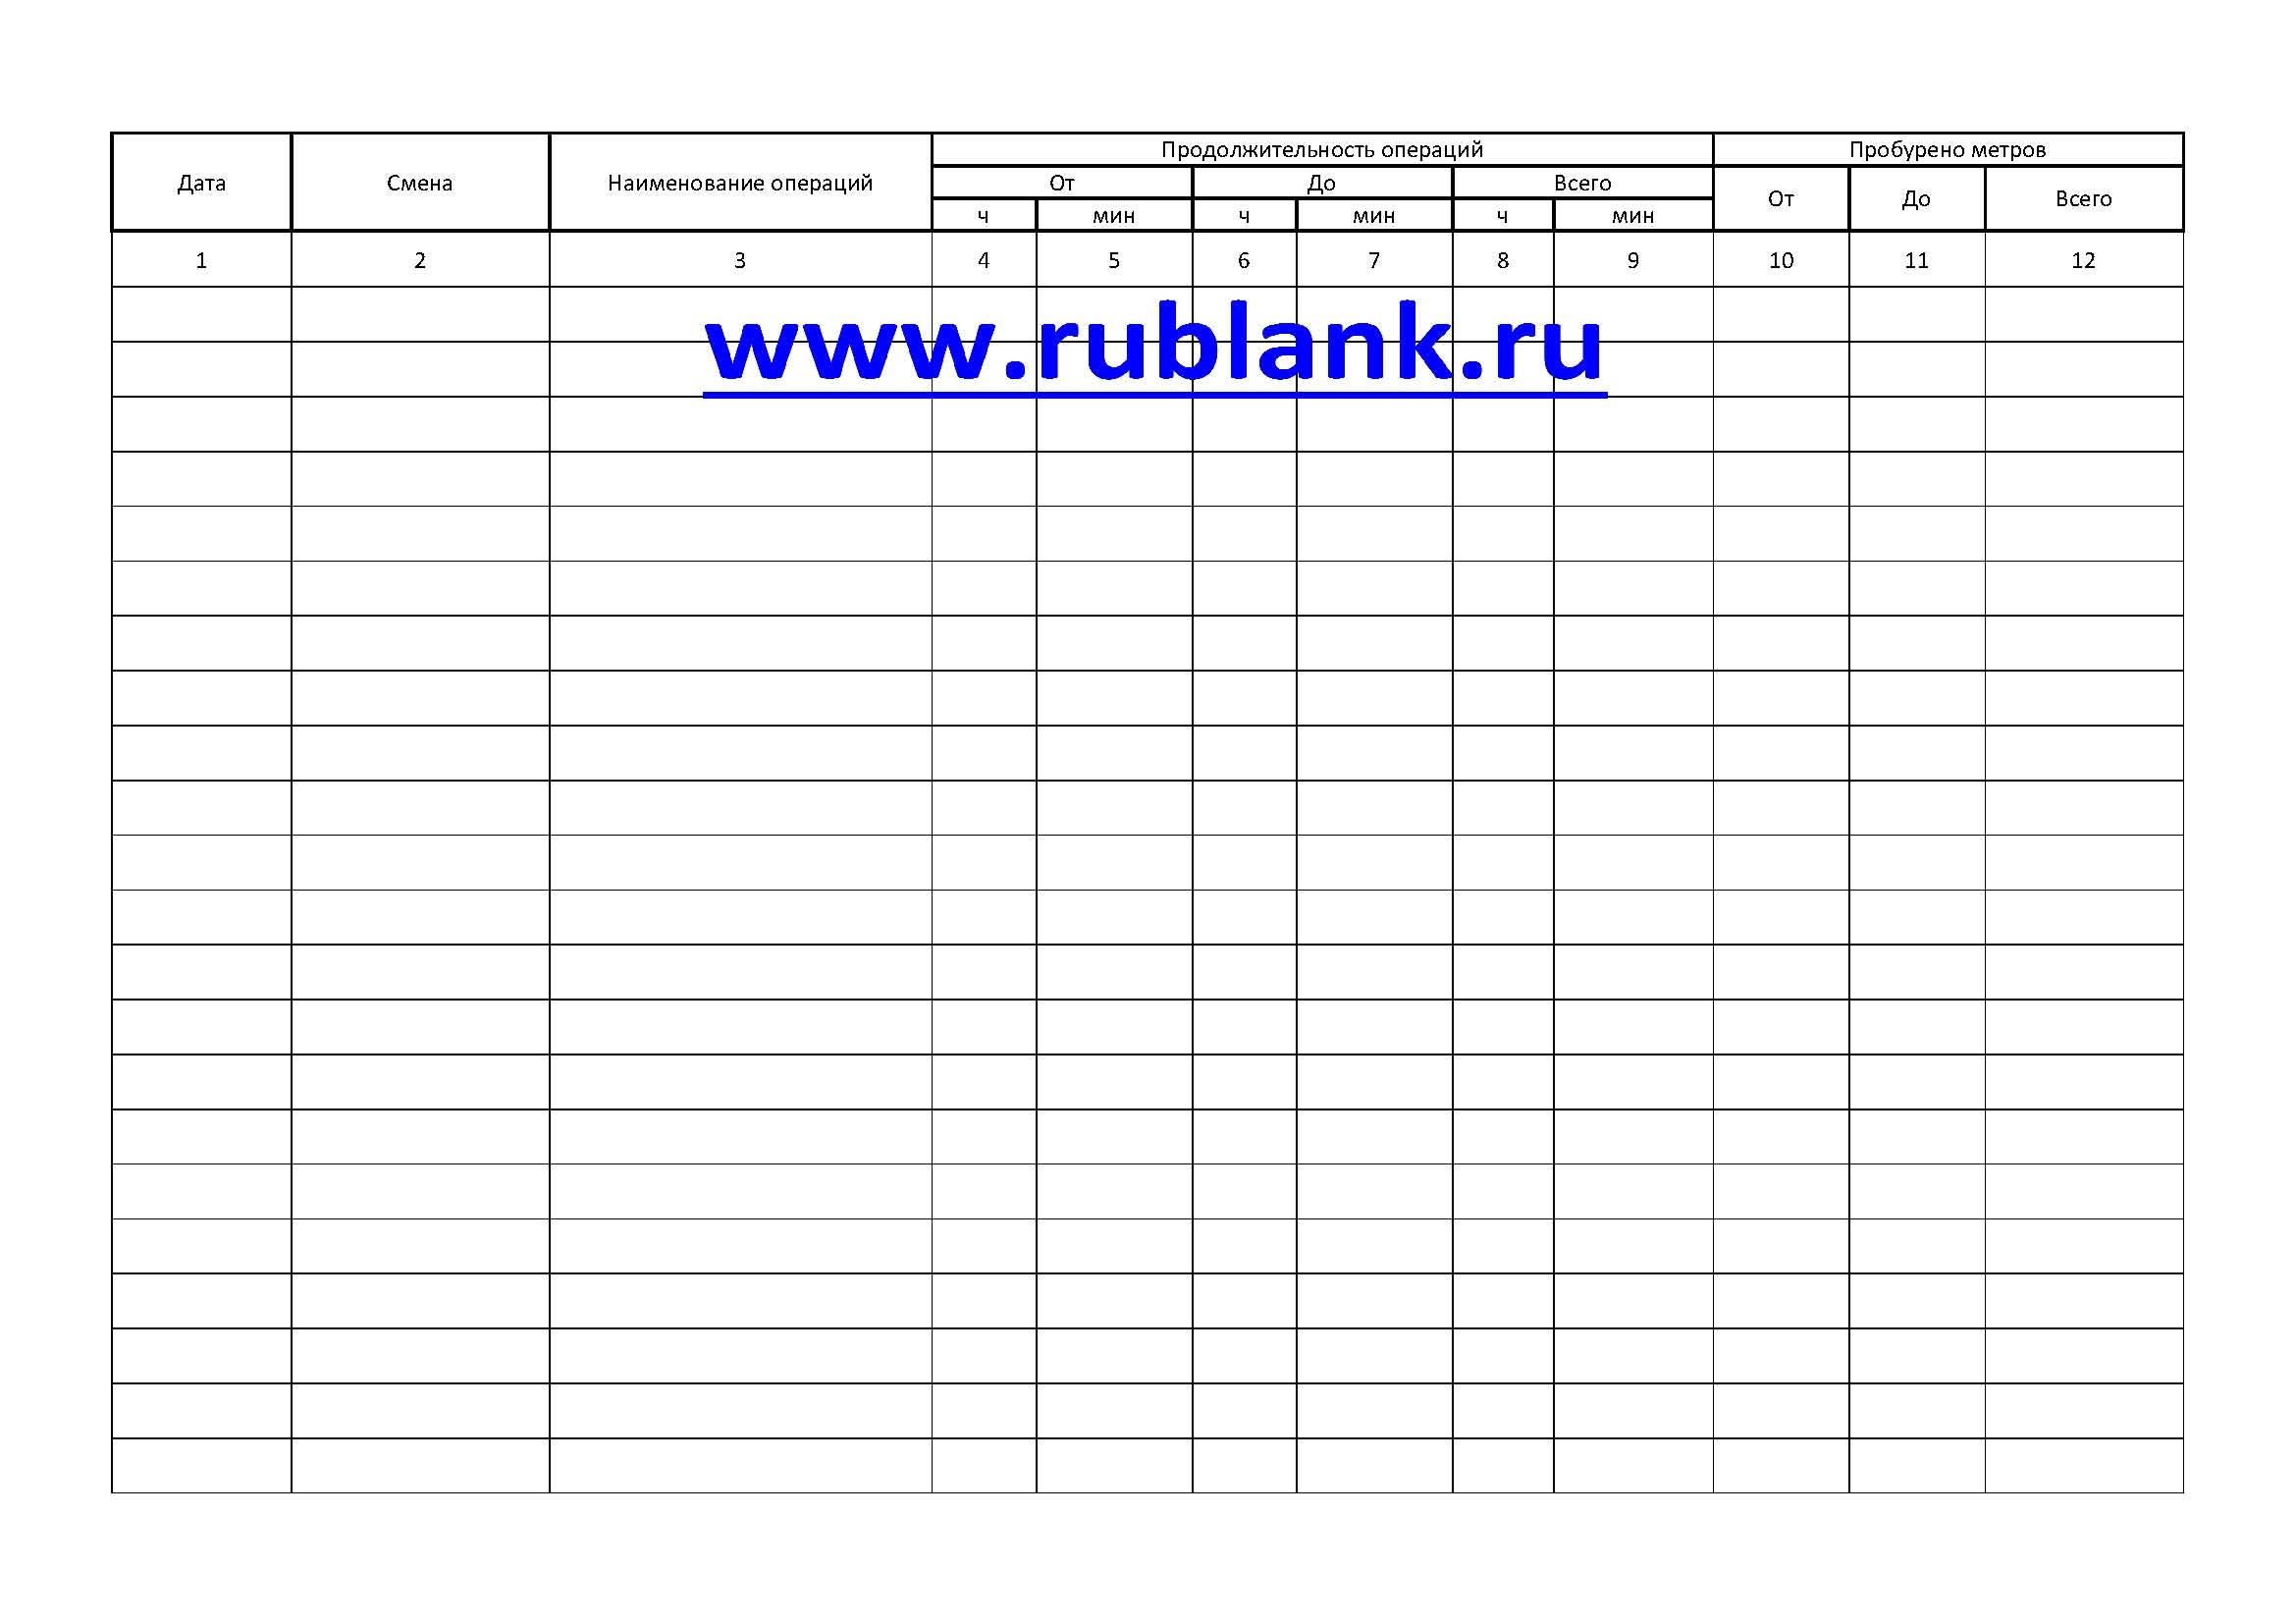 Продолжительность операций Пробурено метров
Дата Смена Наименование операций От До Всего От До Всего
ч мин ч мин ч мин
1 2 3 4 5 6 7 8 9 10 11 12
www.rublank.ru